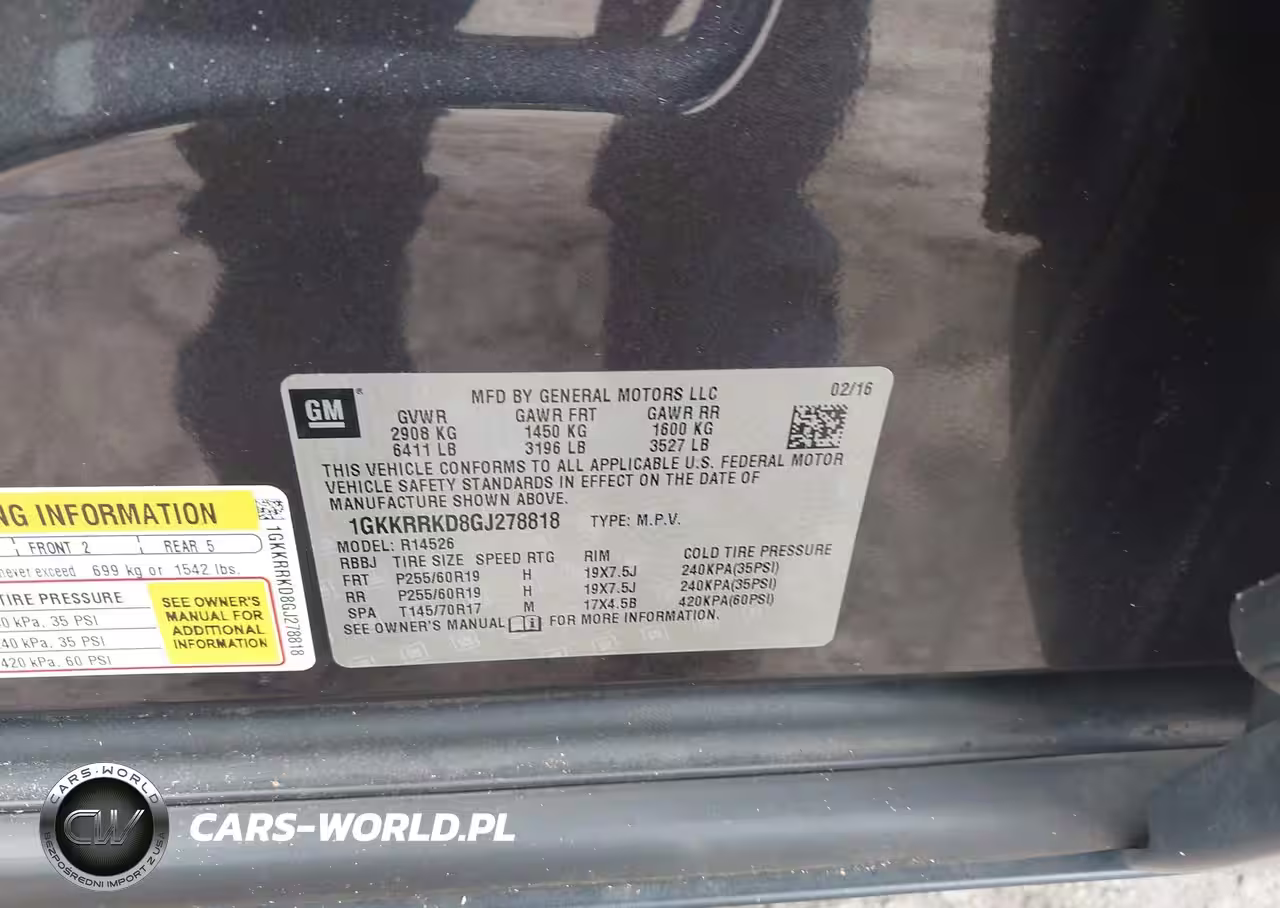 GM
MFD BY GENERAL MOTORS LLC 02/16
GVWR GAWR FRT GAWR RR
2908 KG 1450 KG 1600 KG
6411 LB 3196 LB 3527 LB
THIS VEHICLE CONFORMS TO ALL APPLICABLE U.S. FEDERAL MOTOR
VEHICLE SAFETY STANDARDS IN EFFECT ON THE DATE OF
MANUFACTURE SHOWN ABOVE.
1GKKRRKD8GJ278818 TYPE: M.P.V.
MODEL: R14526
RBBJ TIRE SIZE SPEED RTG RIM COLD TIRE PRESSURE
FRT P255/60R19 H 19X7.5J 240KPA(35PSI)
RR P255/60R19 H 19X7.5J 240KPA(35PSI)
SPA T145/70R17 M 17X4.5B 420KPA(60PSI)
SEE OWNER'S MANUAL FOR MORE INFORMATION.
NG INFORMATION
FRONT 2 REAR 5
never exceed 699 kg or 1542 lbs.
TIRE PRESSURE
0 kPa, 35 PSI
40 kPa, 35 PSI
420 kPa, 60 PSI
SEE OWNER'S
MANUAL FOR
ADDITIONAL
INFORMATION
1GKKRRKD8GJ278818
CARS-WORLD
CW
BEZPOŚREDNI IMPORT Z USA
CARS-WORLD.PL